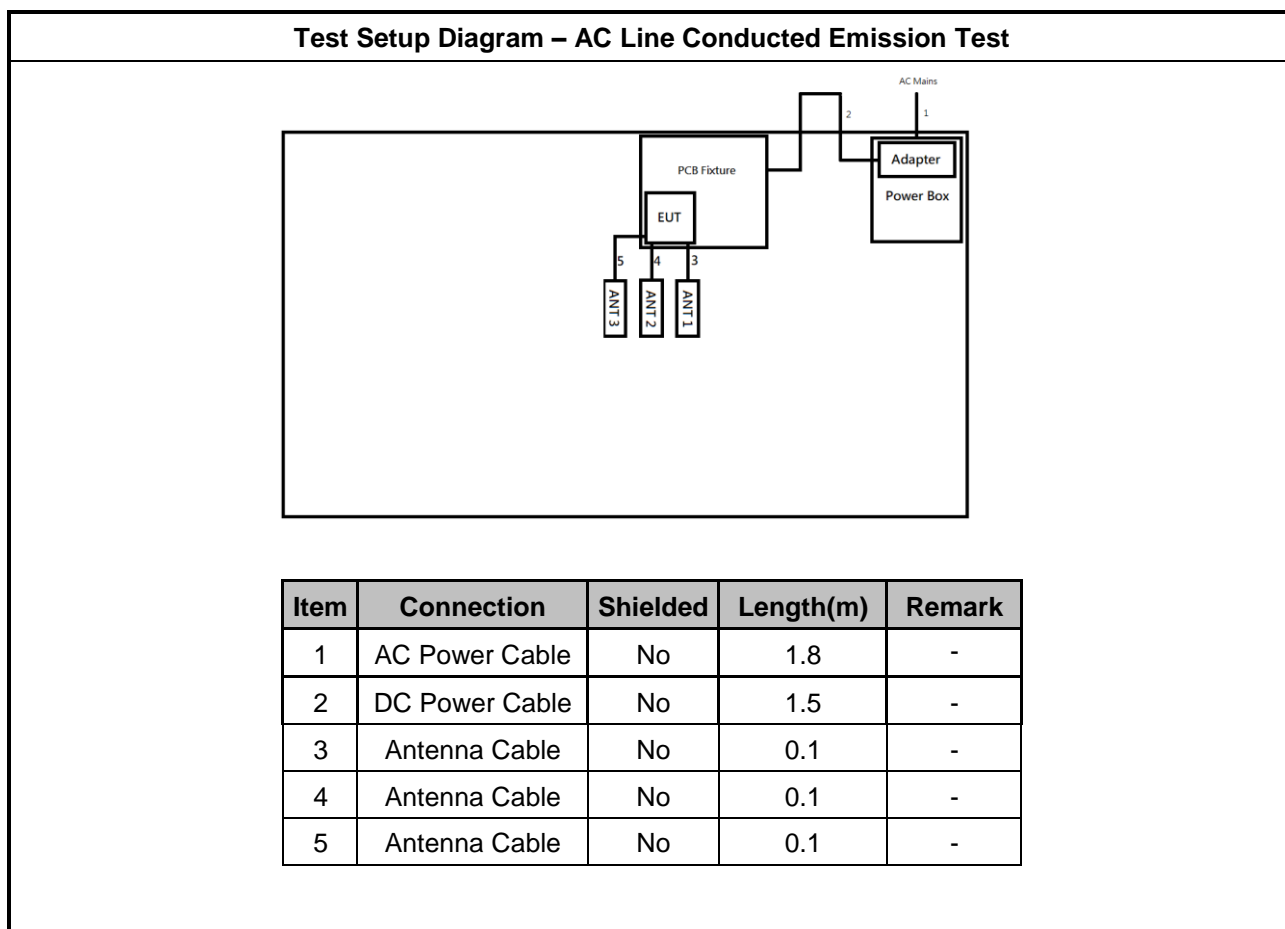 Test Setup Diagram – AC Line Conducted Emission Test
AC Mains
2
1
Adapter
PCB Fixture
Power Box
EUT
5
4
3
ANT 3
ANT 2
ANT 1
Item Connection Shielded Length(m) Remark
1 AC Power Cable No 1.8 -
2 DC Power Cable No 1.5 -
3 Antenna Cable No 0.1 -
4 Antenna Cable No 0.1 -
5 Antenna Cable No 0.1 -